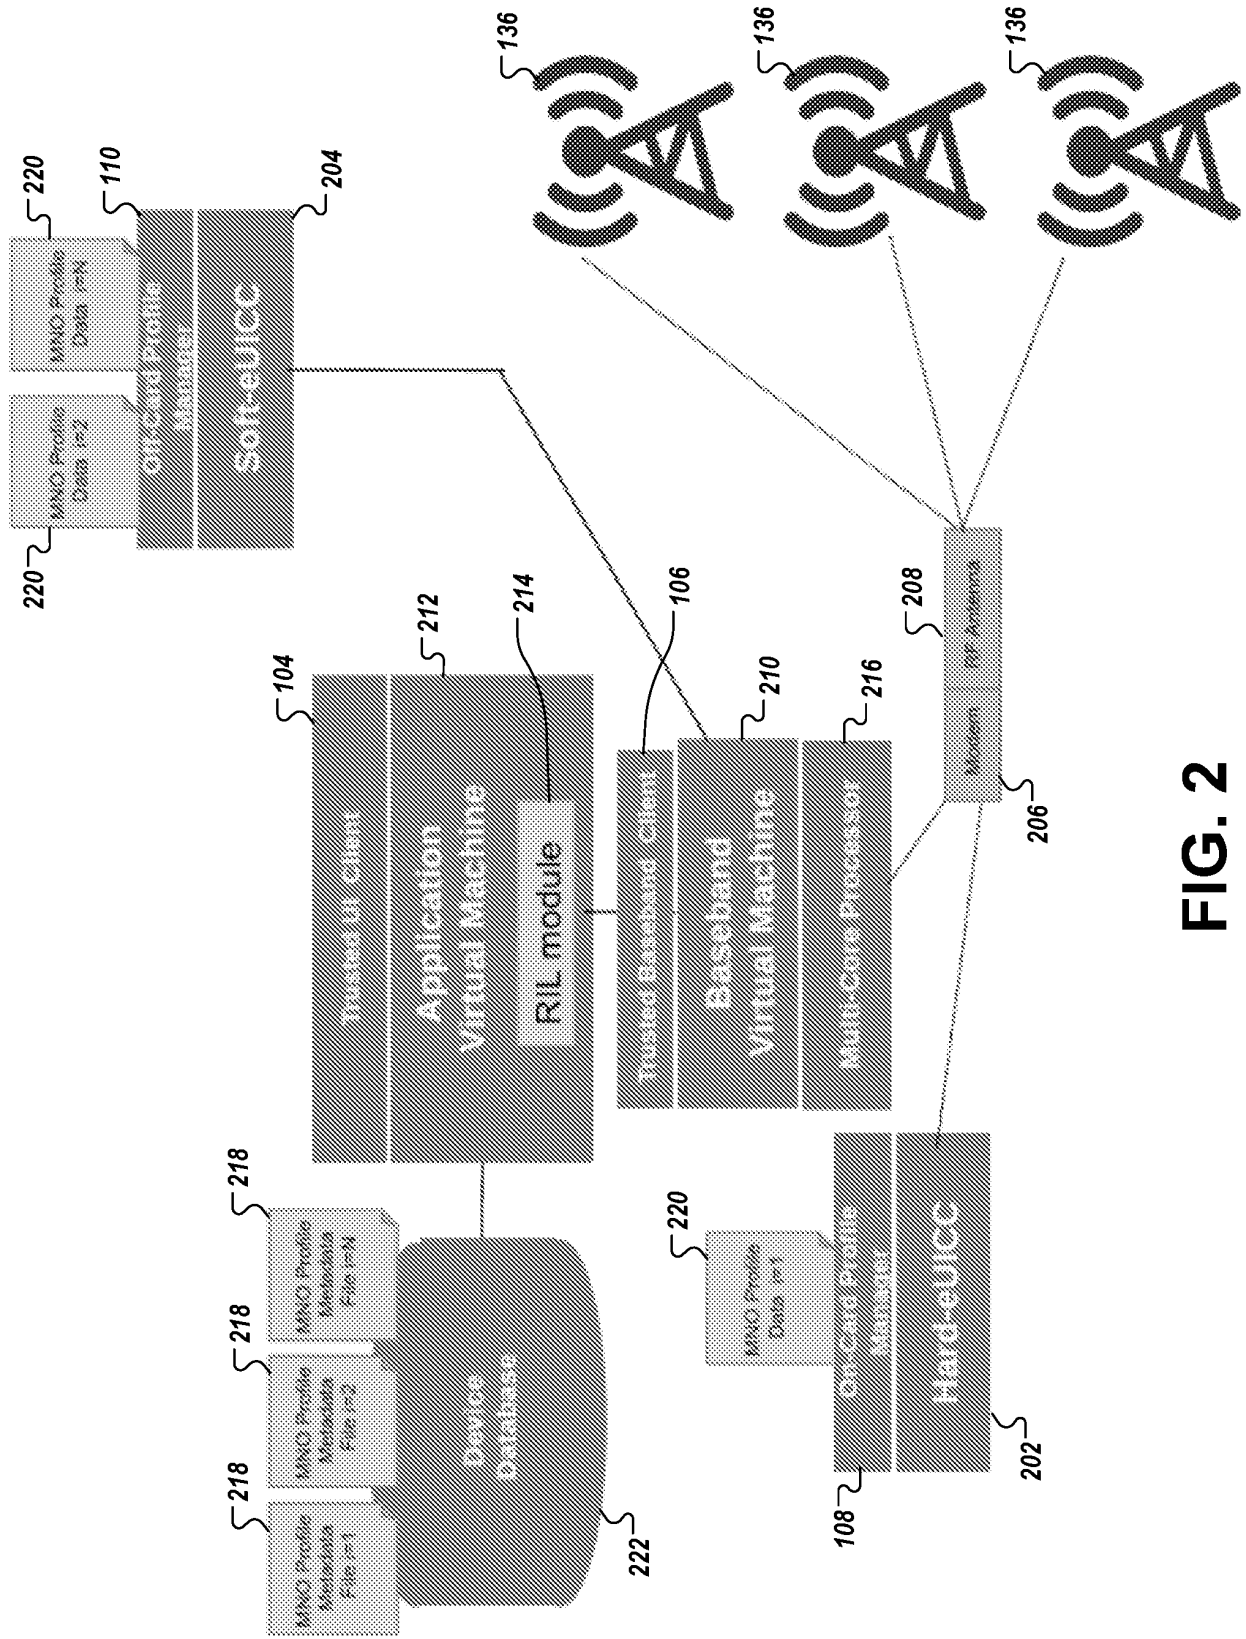 218
MNO Profile
Metadata
File i=1
218
MNO Profile
Metadata
File i=2
218
MNO Profile
Metadata
File i=N
Device
Database
222
104
Trusted UI Client
212
Application
Virtual Machine
214
RIL module
106
Trusted Baseband Client
210
Baseband
Virtual Machine
216
Multi-Core Processor
220
MNO Profile
Data i=2
220
MNO Profile
Data i=N
110
Off-Card Profile
Manager
204
Soft-eUICC
220
MNO Profile
Data i=1
108
On-Card Profile
Manager
Hard-eUICC
202
208
Modem
RF Antenna
206
136
136
136
FIG. 2